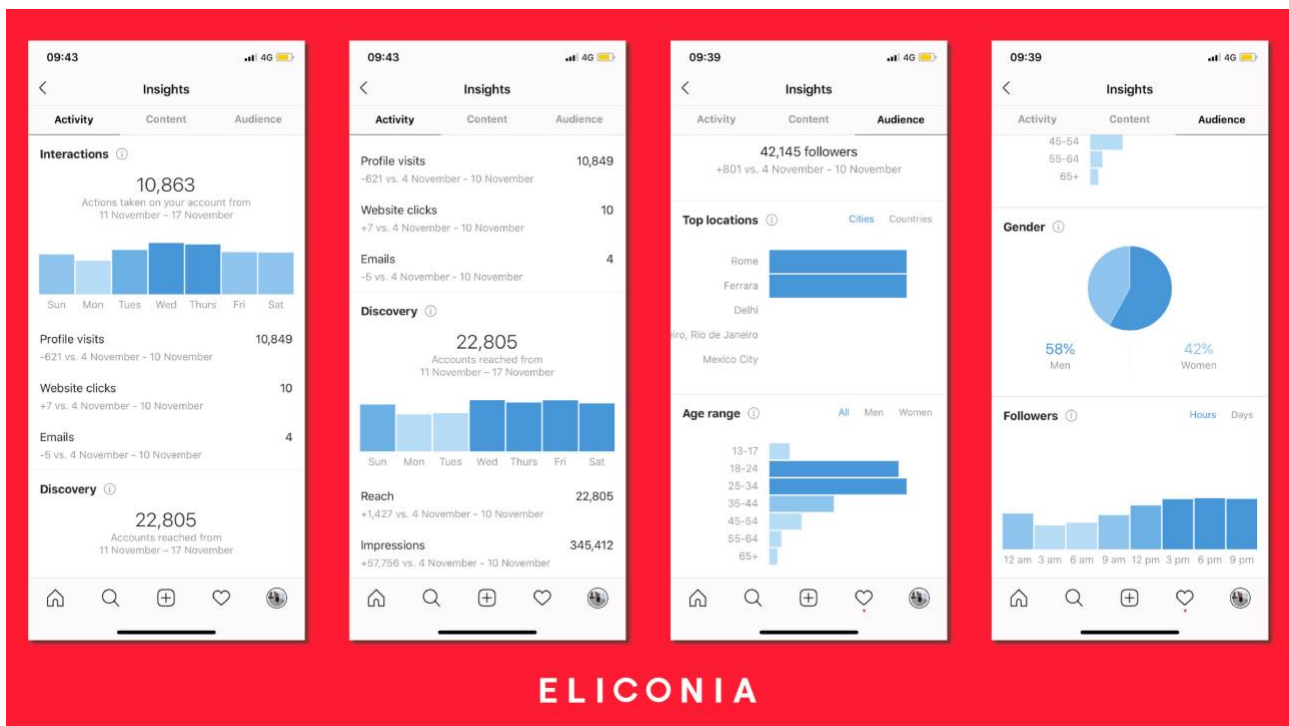 09:43
4G
Insights
Activity Content Audience
Interactions
10,863
Actions taken on your account from
11 November – 17 November
Sun Mon Tues Wed Thurs Fri Sat
Profile visits 10,849
-621 vs. 4 November - 10 November
Website clicks 10
+7 vs. 4 November - 10 November
Emails 4
-5 vs. 4 November - 10 November
Discovery
22,805
Accounts reached from
11 November – 17 November
09:43
4G
Insights
Activity Content Audience
Profile visits 10,849
-621 vs. 4 November - 10 November
Website clicks 10
+7 vs. 4 November - 10 November
Emails 4
-5 vs. 4 November - 10 November
Discovery
22,805
Accounts reached from
11 November – 17 November
Sun Mon Tues Wed Thurs Fri Sat
Reach 22,805
+1,427 vs. 4 November - 10 November
Impressions 345,412
+57,756 vs. 4 November - 10 November
09:39
4G
Insights
Activity Content Audience
42,145 followers
+801 vs. 4 November - 10 November
Top locations Cities Countries
Rome
Ferrara
Delhi
eiro, Rio de Janeiro
Mexico City
Age range All Men Women
13-17
18-24
25-34
35-44
45-54
55-64
65+
09:39
4G
Insights
Activity Content Audience
45-54
55-64
65+
Gender
58% 42%
Men Women
Followers Hours Days
12 am 3 am 6 am 9 am 12 pm 3 pm 6 pm 9 pm
ELICONIA